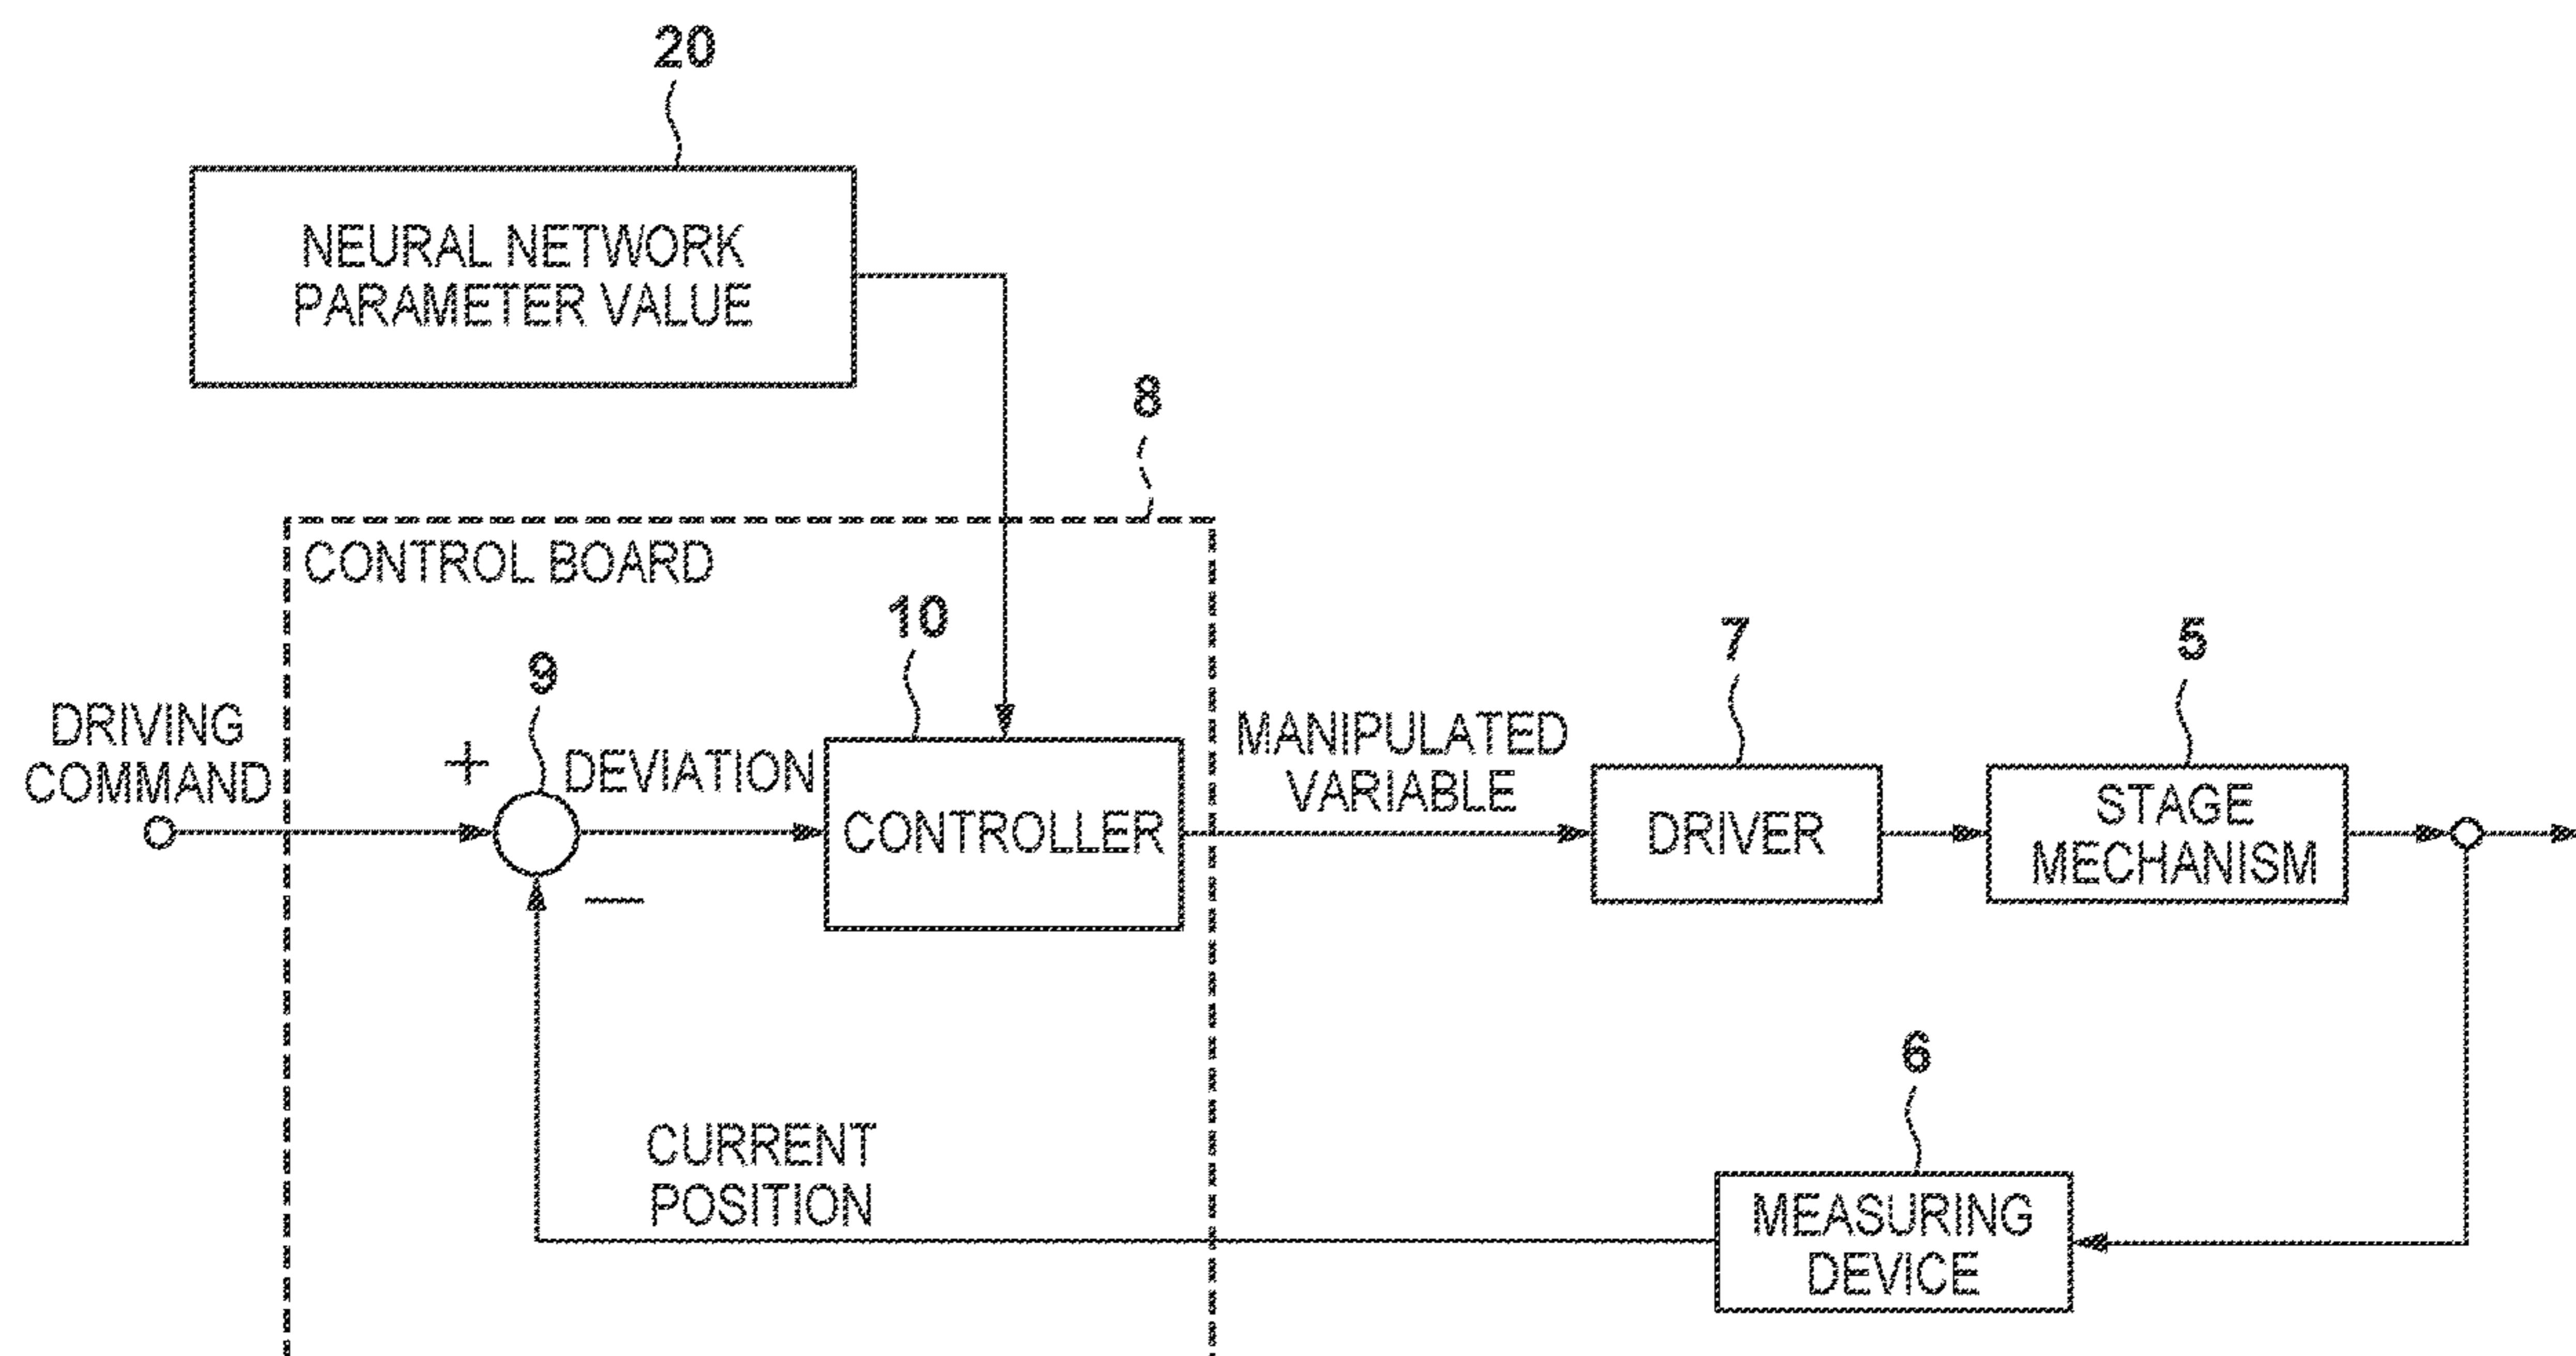 20
NEURAL NETWORK
PARAMETER VALUE
8
CONTROL BOARD
10
9
7
5
DRIVING
COMMAND
+
DEVIATION
CONTROLLER
MANIPULATED
VARIABLE
DRIVER
STAGE
MECHANISM
—
6
CURRENT
POSITION
MEASURING
DEVICE